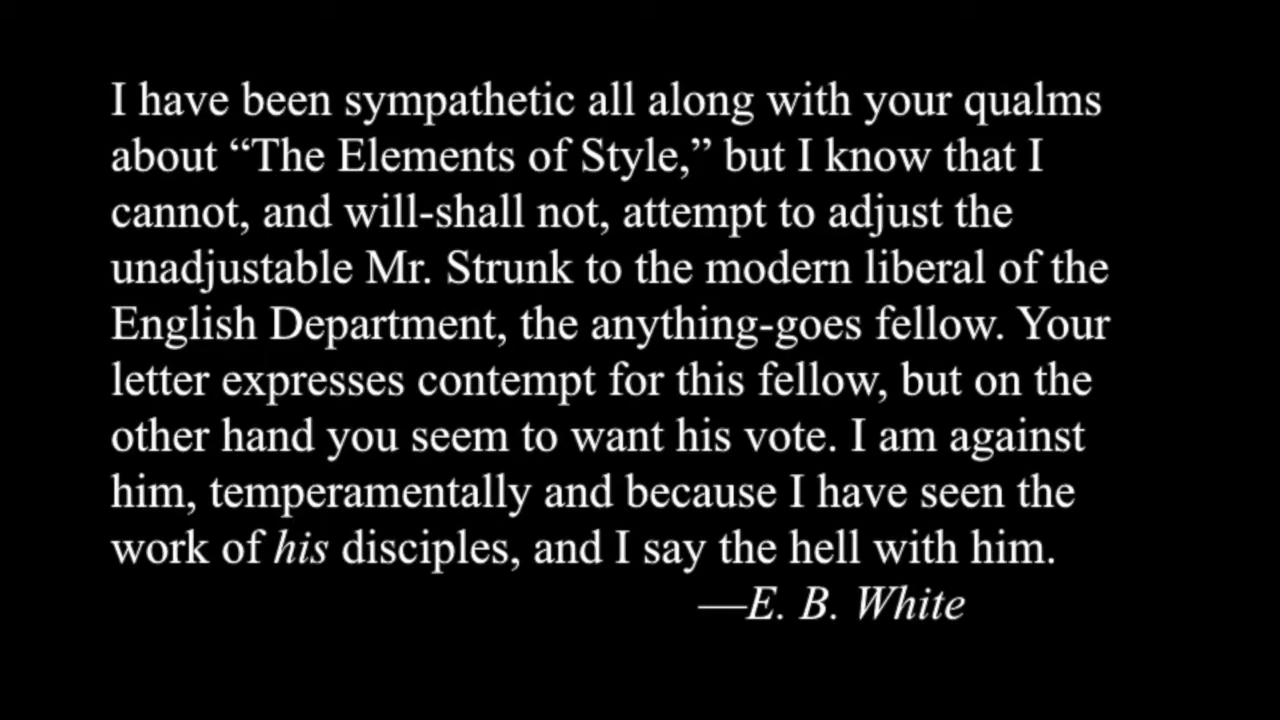 I have been sympathetic all along with your qualms
about “The Elements of Style,” but I know that I
cannot, and will-shall not, attempt to adjust the
unadjustable Mr. Strunk to the modern liberal of the
English Department, the anything-goes fellow. Your
letter expresses contempt for this fellow, but on the
other hand you seem to want his vote. I am against
him, temperamentally and because I have seen the
work of his disciples, and I say the hell with him.
—E. B. White